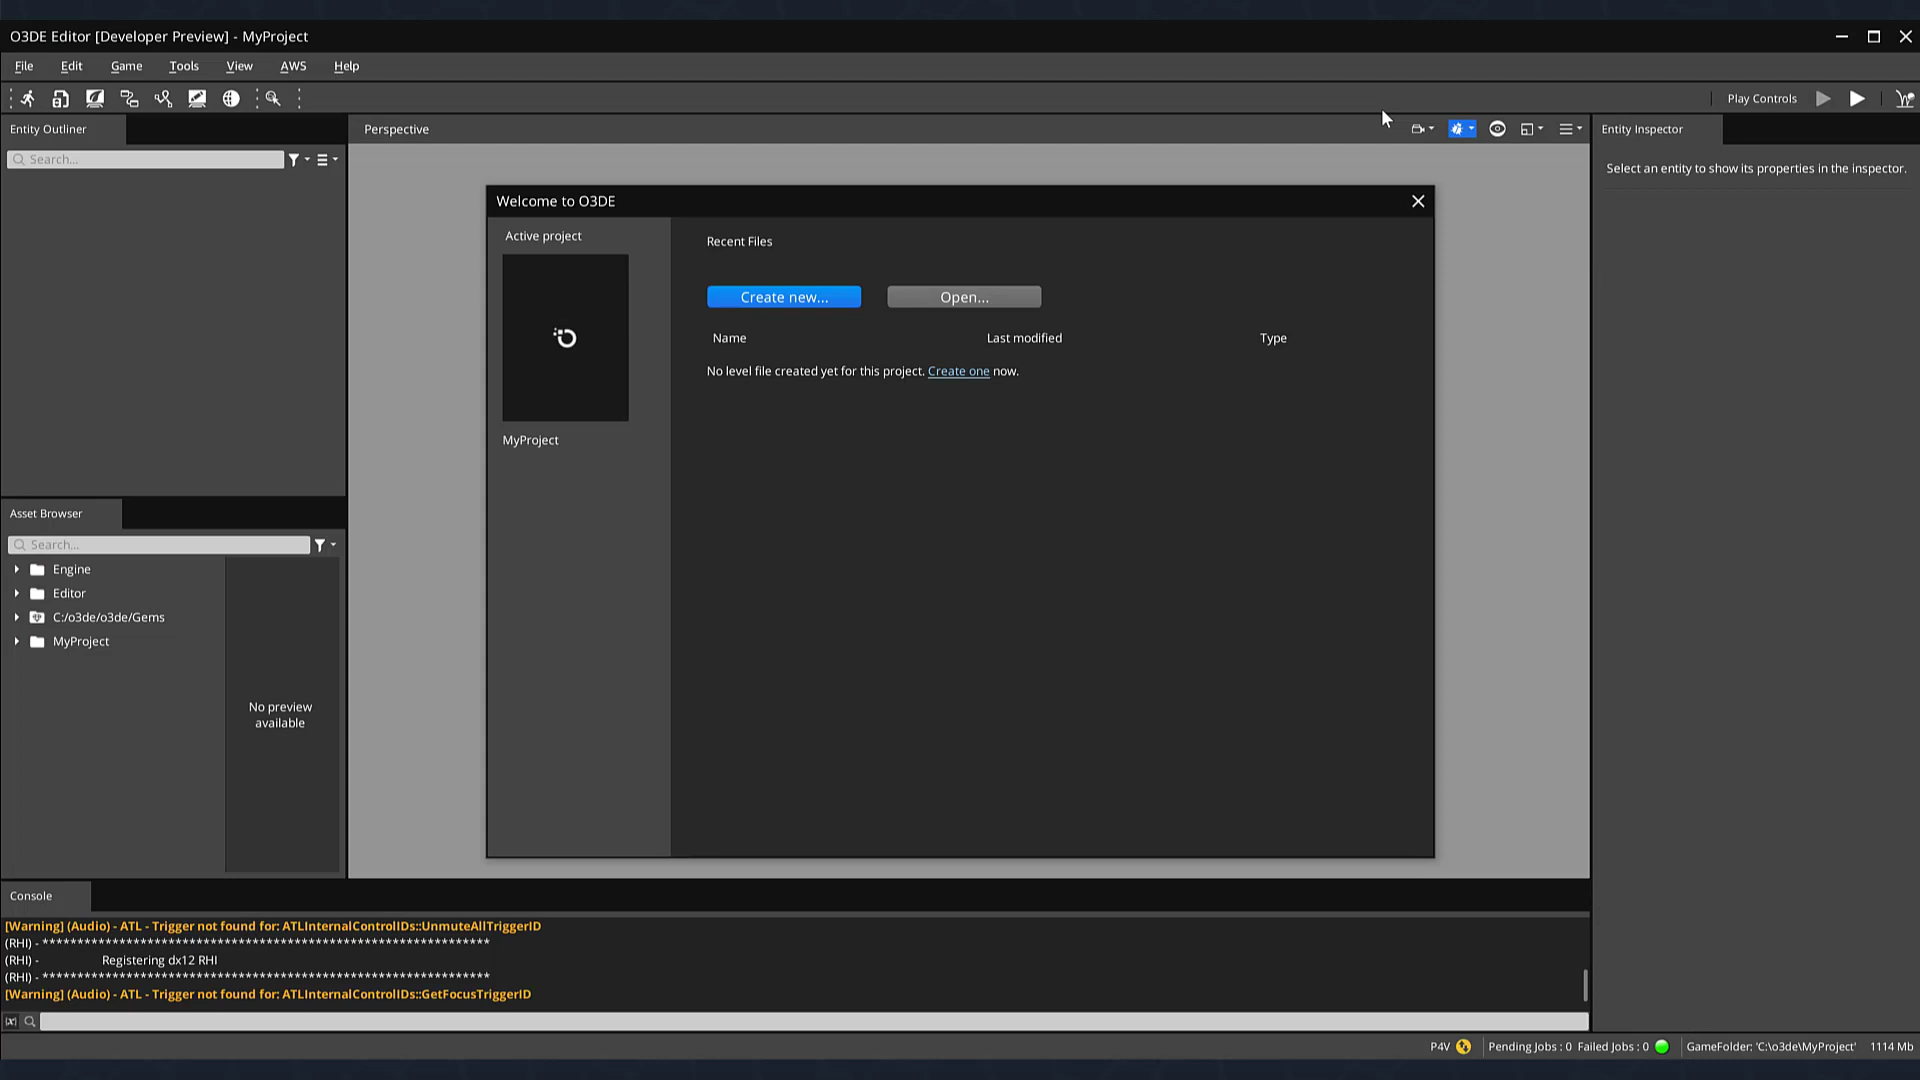 O3DE Editor [Developer Preview] - MyProject
File Edit Game Tools View AWS Help
Play Controls
Entity Outliner
Search...
Perspective
Entity Inspector
Select an entity to show its properties in the inspector.
Welcome to O3DE
Active project
MyProject
Recent Files
Create new... Open...
Name Last modified Type
No level file created yet for this project. Create one now.
Asset Browser
Search...
Engine
Editor
C:/o3de/o3de/Gems
MyProject
No preview
available
Console
[Warning] (Audio) - ATL - Trigger not found for: ATLInternalControlIDs::UnmuteAllTriggerID
(RHI) - ****************************************************************
(RHI) - Registering dx12 RHI
(RHI) - ****************************************************************
[Warning] (Audio) - ATL - Trigger not found for: ATLInternalControlIDs::GetFocusTriggerID
P4V Pending Jobs : 0 Failed Jobs : 0 GameFolder: 'C:\o3de\MyProject' 1114 Mb